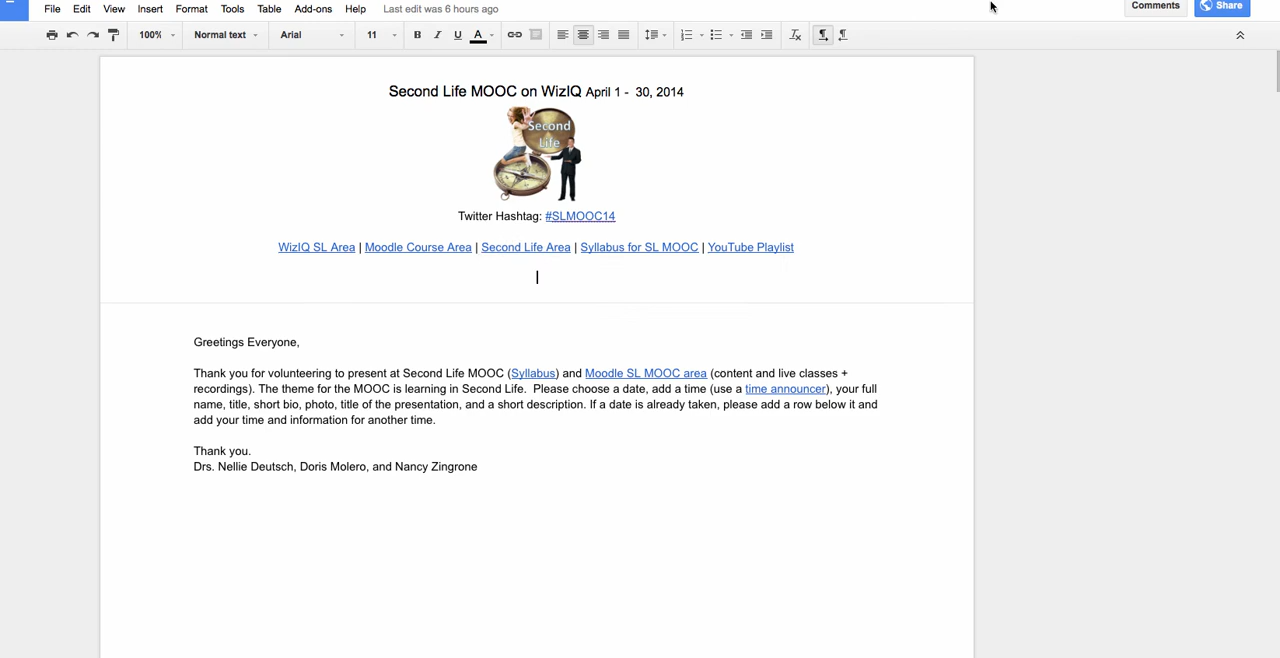 File Edit View Insert Format Tools Table Add-ons Help Last edit was 6 hours ago Comments Share
100% Normal text Arial 11 B I U A
Second Life MOOC on WizIQ April 1 - 30, 2014
Second
Life
Twitter Hashtag: #SLMOOC14
WizIQ SL Area | Moodle Course Area | Second Life Area | Syllabus for SL MOOC | YouTube Playlist
Greetings Everyone,
Thank you for volunteering to present at Second Life MOOC (Syllabus) and Moodle SL MOOC area (content and live classes +
recordings). The theme for the MOOC is learning in Second Life. Please choose a date, add a time (use a time announcer), your full
name, title, short bio, photo, title of the presentation, and a short description. If a date is already taken, please add a row below it and
add your time and information for another time.
Thank you.
Drs. Nellie Deutsch, Doris Molero, and Nancy Zingrone